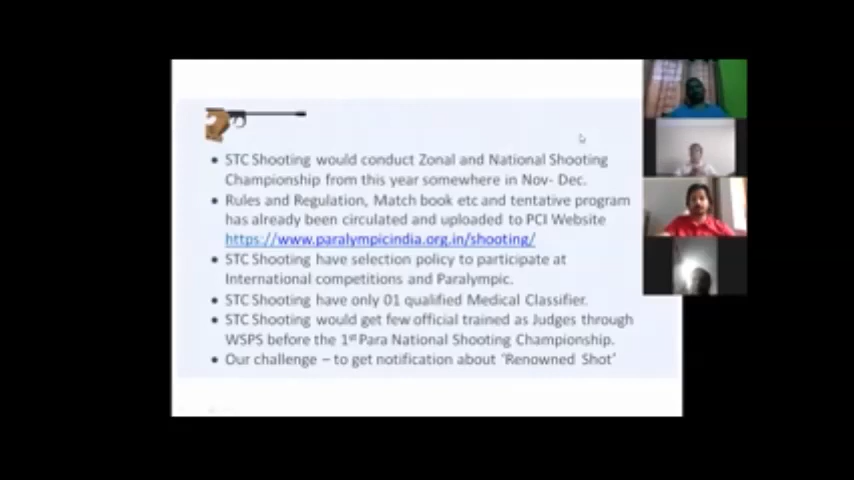 • STC Shooting would conduct Zonal and National Shooting
Championship from this year somewhere in Nov- Dec.
• Rules and Regulation, Match book etc and tentative program
has already been circulated and uploaded to PCI Website
https://www.paralympicindia.org.in/shooting/
• STC Shooting have selection policy to participate at
International competitions and Paralympic.
• STC Shooting have only 01 qualified Medical Classifier.
• STC Shooting would get few official trained as Judges through
WSPS before the 1st Para National Shooting Championship.
• Our challenge – to get notification about 'Renowned Shot'